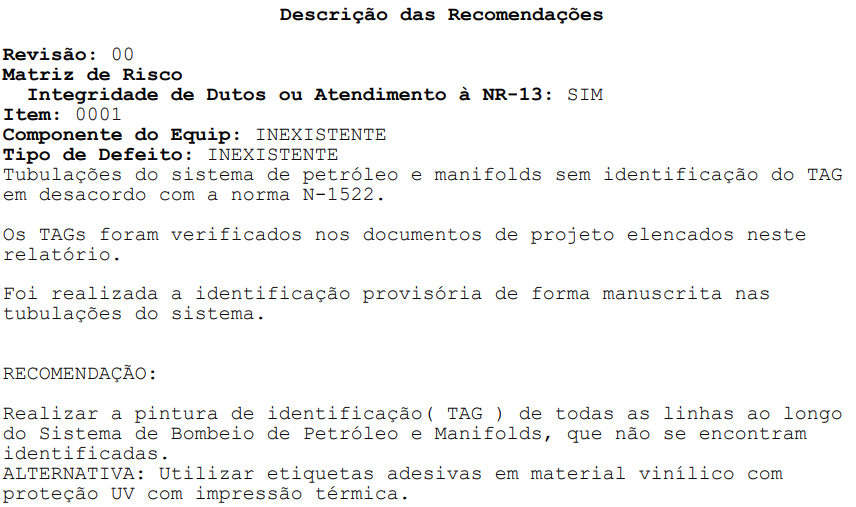 Descrição das Recomendações
Revisão: 00
Matriz de Risco
Integridade de Dutos ou Atendimento à NR-13: SIM
Item: 0001
Componente do Equip: INEXISTENTE
Tipo de Defeito: INEXISTENTE
Tubulações do sistema de petróleo e manifolds sem identificação do TAG
em desacordo com a norma N-1522.
Os TAGs foram verificados nos documentos de projeto elencados neste
relatório.
Foi realizada a identificação provisória de forma manuscrita nas
tubulações do sistema.
RECOMENDAÇÃO:
Realizar a pintura de identificação( TAG ) de todas as linhas ao longo
do Sistema de Bombeio de Petróleo e Manifolds, que não se encontram
identificadas.
ALTERNATIVA: Utilizar etiquetas adesivas em material vinílico com
proteção UV com impressão térmica.